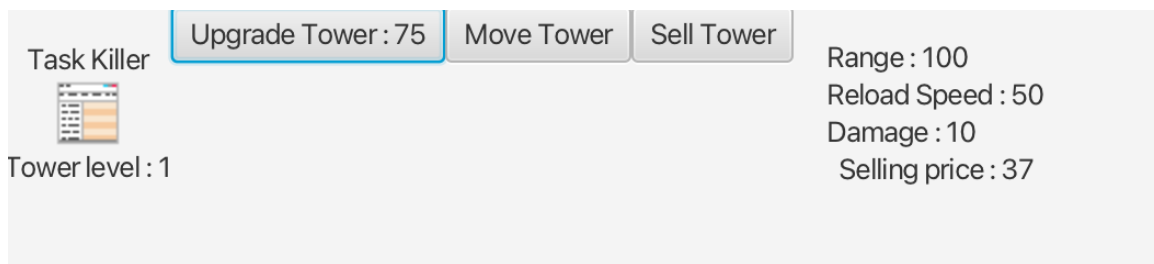 Task Killer
Tower level : 1
Upgrade Tower : 75
Move Tower
Sell Tower
Range : 100
Reload Speed : 50
Damage : 10
Selling price : 37